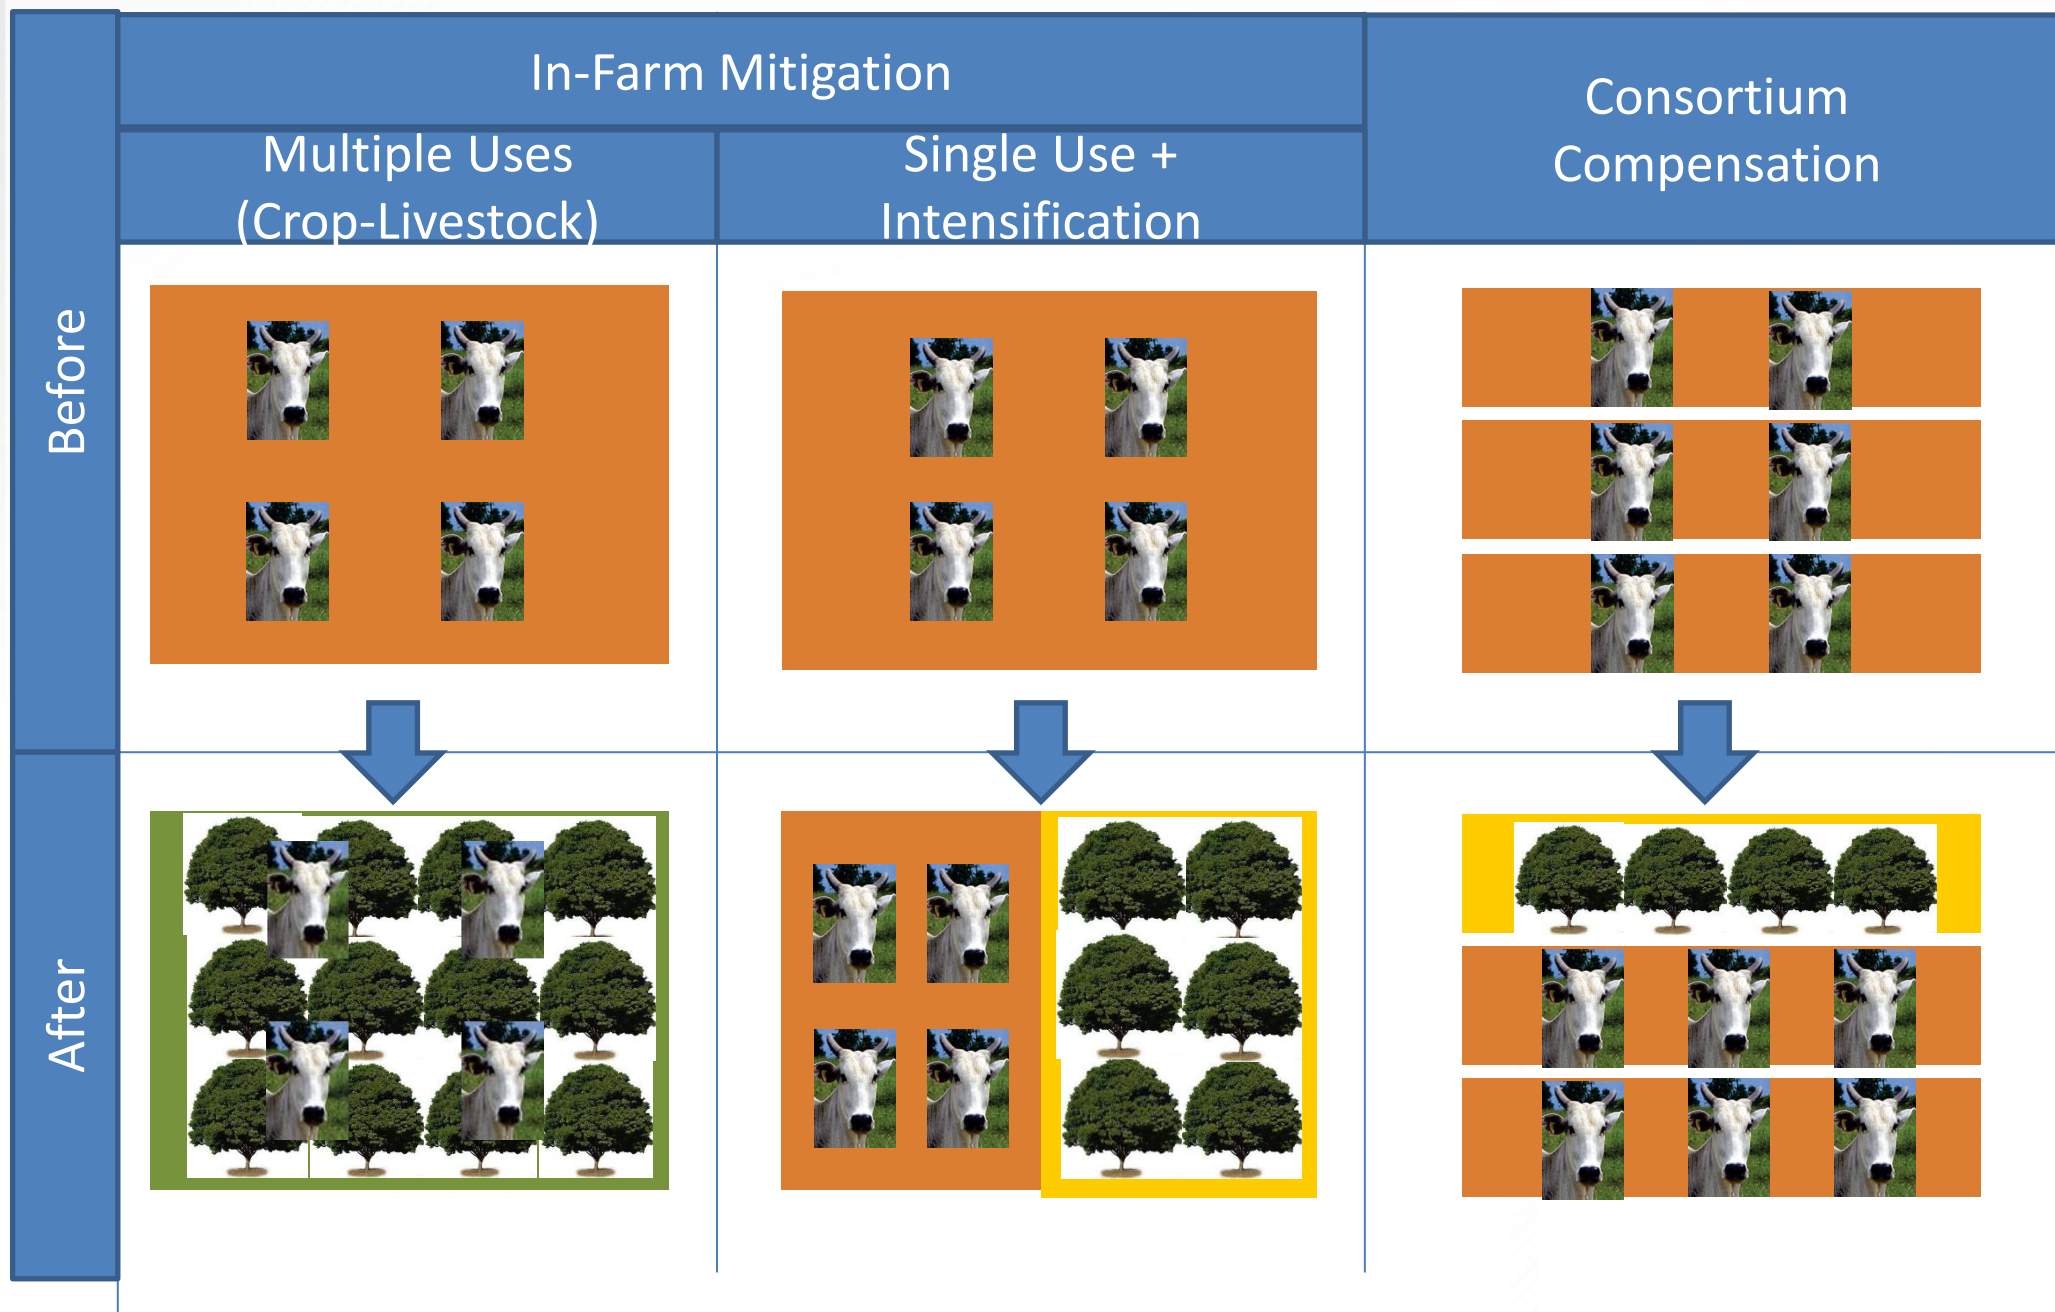 In-Farm Mitigation
Consortium
Compensation
Multiple Uses
(Crop-Livestock)
Single Use +
Intensification
Before
After